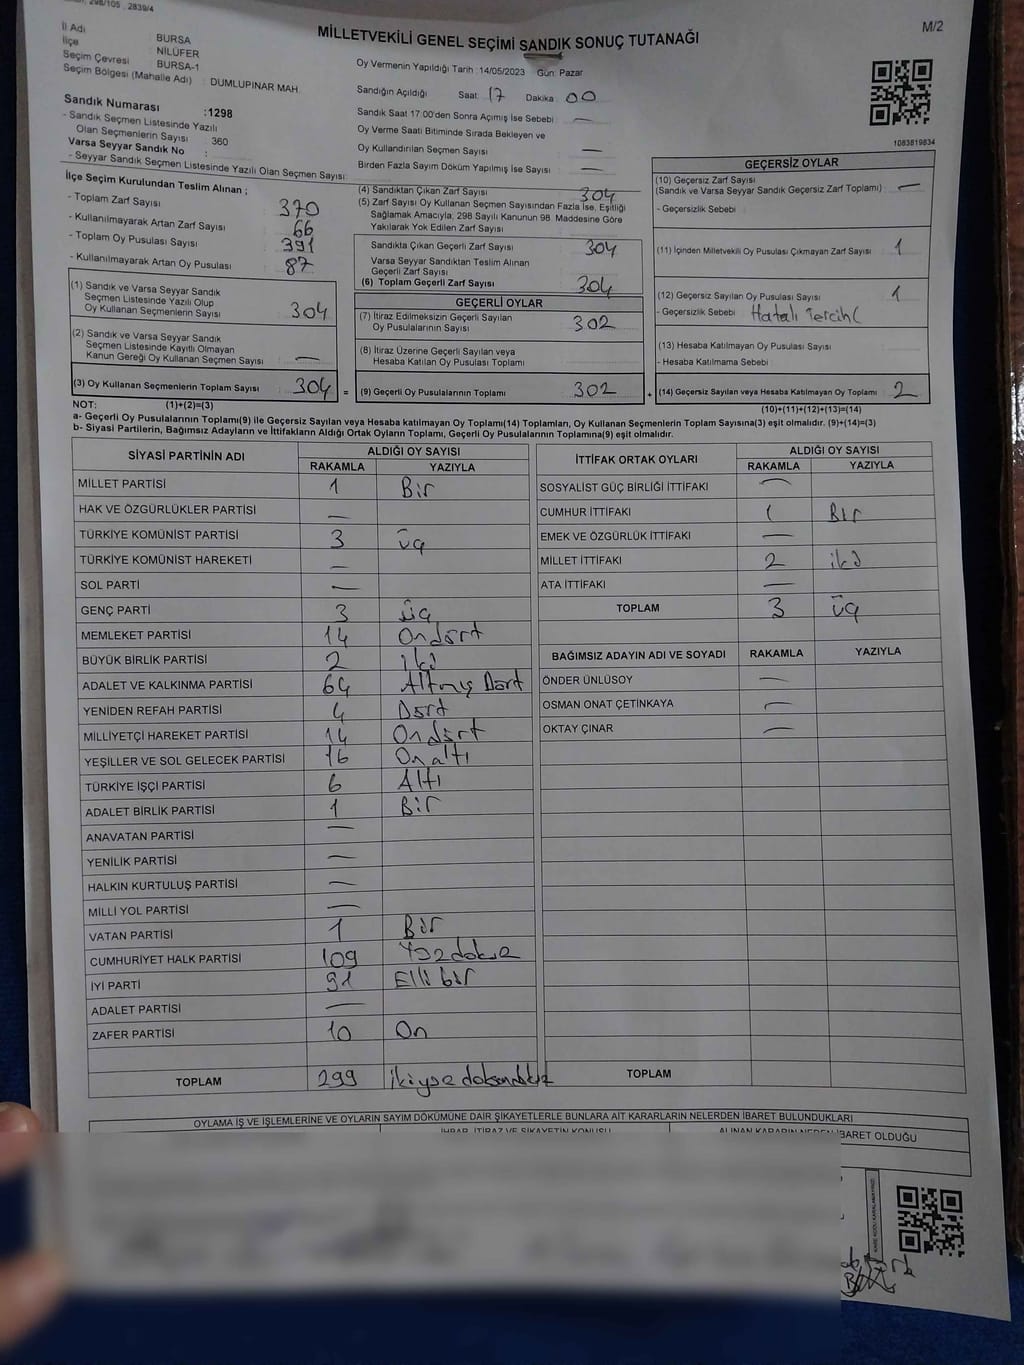 298/105 , 2839/4
M/2
MİLLETVEKİLİ GENEL SEÇİMİ SANDIK SONUÇ TUTANAĞI
İl Adı : BURSA
İlçe : NİLÜFER
Seçim Çevresi : BURSA-1
Seçim Bölgesi (Mahalle Adı) : DUMLUPINAR MAH.
Sandık Numarası :1298
- Sandık Seçmen Listesinde Yazılı
Olan Seçmenlerin Sayısı : 360
Varsa Seyyar Sandık No :
- Seyyar Sandık Seçmen Listesinde Yazılı Olan Seçmen Sayısı:
Oy Vermenin Yapıldığı Tarih :14/05/2023 Gün: Pazar
Sandığın Açıldığı Saat: 17 Dakika: 00
Sandık Saat 17:00'den Sonra Açımış İse Sebebi: —
Oy Verme Saati Bitiminde Sırada Bekleyen ve
Oy Kullandırılan Seçmen Sayısı : —
Birden Fazla Sayım Döküm Yapılmış İse Sayısı : —
1083819834
İlçe Seçim Kurulundan Teslim Alınan ;
- Toplam Zarf Sayısı : 370
- Kullanılmayarak Artan Zarf Sayısı : 66
- Toplam Oy Pusulası Sayısı : 391
- Kullanılmayarak Artan Oy Pusulası : 87
(1) Sandık ve Varsa Seyyar Sandık
Seçmen Listesinde Yazılı Olup
Oy Kullanan Seçmenlerin Sayısı : 304
(2) Sandık ve Varsa Seyyar Sandık
Seçmen Listesinde Kayıtlı Olmayan
Kanun Gereği Oy Kullanan Seçmen Sayısı : —
(3) Oy Kullanan Seçmenlerin Toplam Sayısı : 304 =
(4) Sandıktan Çıkan Zarf Sayısı : 304
(5) Zarf Sayısı Oy Kullanan Seçmen Sayısından Fazla İse, Eşitliği
Sağlamak Amacıyla, 298 Sayılı Kanunun 98. Maddesine Göre
Yakılarak Yok Edilen Zarf Sayısı :
Sandıkta Çıkan Geçerli Zarf Sayısı : 304
Varsa Seyyar Sandıktan Teslim Alınan
Geçerli Zarf Sayısı :
(6) Toplam Geçerli Zarf Sayısı : 304
GEÇERLİ OYLAR
(7) İtiraz Edilmeksizin Geçerli Sayılan
Oy Pusulalarının Sayısı : 302
(8) İtiraz Üzerine Geçerli Sayılan veya
Hesaba Katılan Oy Pusulası Toplamı :
(9) Geçerli Oy Pusulalarının Toplamı : 302 +
GEÇERSİZ OYLAR
(10) Geçersiz Zarf Sayısı
(Sandık ve Varsa Seyyar Sandık Geçersiz Zarf Toplamı) : —
- Geçersizlik Sebebi :
(11) İçinden Milletvekili Oy Pusulası Çıkmayan Zarf Sayısı : 1
(12) Geçersiz Sayılan Oy Pusulası Sayısı : 1
- Geçersizlik Sebebi : Hatalı Tercih
(13) Hesaba Katılmayan Oy Pusulası Sayısı :
- Hesaba Katılmama Sebebi :
(14) Geçersiz Sayılan veya Hesaba Katılmayan Oy Toplamı : 2
NOT: (1)+(2)=(3)
(10)+(11)+(12)+(13)=(14)
a- Geçerli Oy Pusulalarının Toplamı(9) ile Geçersiz Sayılan veya Hesaba katılmayan Oy Toplamı(14) Toplamları, Oy Kullanan Seçmenlerin Toplam Sayısına(3) eşit olmalıdır. (9)+(14)=(3)
b- Siyasi Partilerin, Bağımsız Adayların ve İttifakların Aldığı Ortak Oyların Toplamı, Geçerli Oy Pusulalarının Toplamına(9) eşit olmalıdır.
SİYASİ PARTİNİN ADI ALDIĞI OY SAYISI
RAKAMLA YAZIYLA
MİLLET PARTİSİ 1 Bir
HAK VE ÖZGÜRLÜKLER PARTİSİ —
TÜRKİYE KOMÜNİST PARTİSİ 3 üç
TÜRKİYE KOMÜNİST HAREKETİ —
SOL PARTİ —
GENÇ PARTİ 3 üç
MEMLEKET PARTİSİ 14 Ondört
BÜYÜK BİRLİK PARTİSİ 2 iki
ADALET VE KALKINMA PARTİSİ 64 Altmış Dört
YENİDEN REFAH PARTİSİ 4 Dört
MİLLİYETÇİ HAREKET PARTİSİ 14 Ondört
YEŞİLLER VE SOL GELECEK PARTİSİ 16 Onaltı
TÜRKİYE İŞÇİ PARTİSİ 6 Altı
ADALET BİRLİK PARTİSİ 1 Bir
ANAVATAN PARTİSİ —
YENİLİK PARTİSİ —
HALKIN KURTULUŞ PARTİSİ —
MİLLİ YOL PARTİSİ —
VATAN PARTİSİ 1 Bir
CUMHURİYET HALK PARTİSİ 109 Yüzdokuz
İYİ PARTİ 51 Elli bir
ADALET PARTİSİ —
ZAFER PARTİSİ 10 On
TOPLAM 299 ikiyüzdoksandokuz
İTTİFAK ORTAK OYLARI ALDIĞI OY SAYISI
RAKAMLA YAZIYLA
SOSYALİST GÜÇ BİRLİĞİ İTTİFAKI —
CUMHUR İTTİFAKI 1 Bir
EMEK VE ÖZGÜRLÜK İTTİFAKI —
MİLLET İTTİFAKI 2 iki
ATA İTTİFAKI —
TOPLAM 3 üç
BAĞIMSIZ ADAYIN ADI VE SOYADI RAKAMLA YAZIYLA
ÖNDER ÜNLÜSOY —
OSMAN ONAT ÇETİNKAYA —
OKTAY ÇINAR —
TOPLAM
OYLAMA İŞ VE İŞLEMLERİNE VE OYLARIN SAYIM DÖKÜMÜNE DAİR ŞİKAYETLERLE BUNLARA AİT KARARLARIN NELERDEN İBARET BULUNDUKLARI
İHBAR, İTİRAZ VE ŞİKAYETİN KONUSU ALINAN KARARIN NEDEN İBARET OLDUĞU